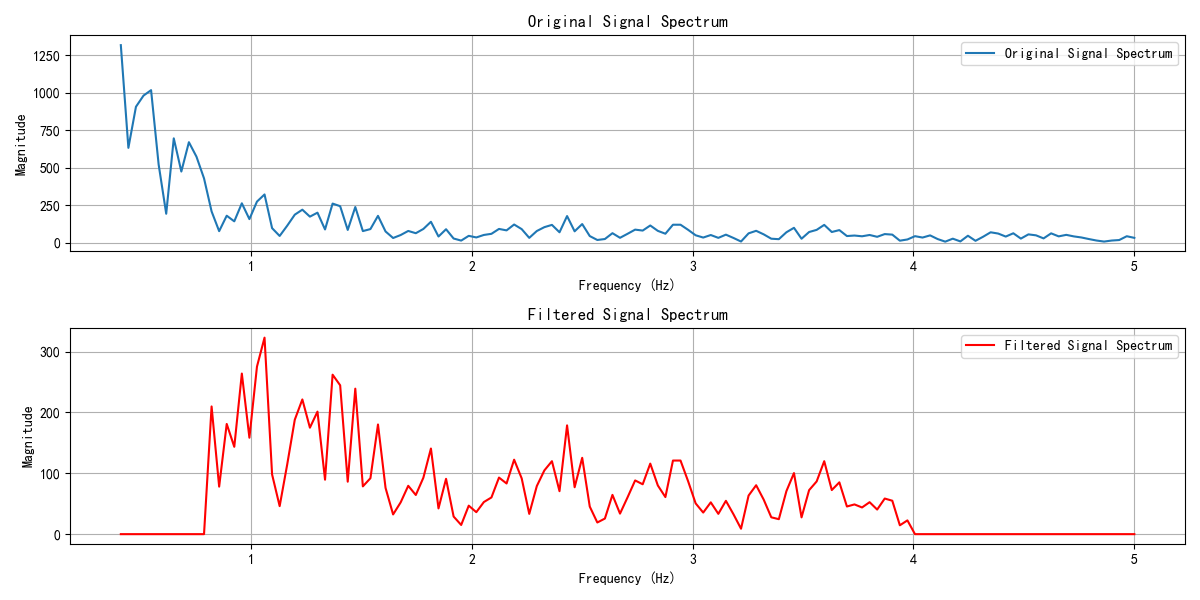 Original Signal Spectrum
Original Signal Spectrum
Magnitude
1250
1000
750
500
250
0
1 2 3 4 5
Frequency (Hz)
Filtered Signal Spectrum
Filtered Signal Spectrum
Magnitude
300
200
100
0
1 2 3 4 5
Frequency (Hz)